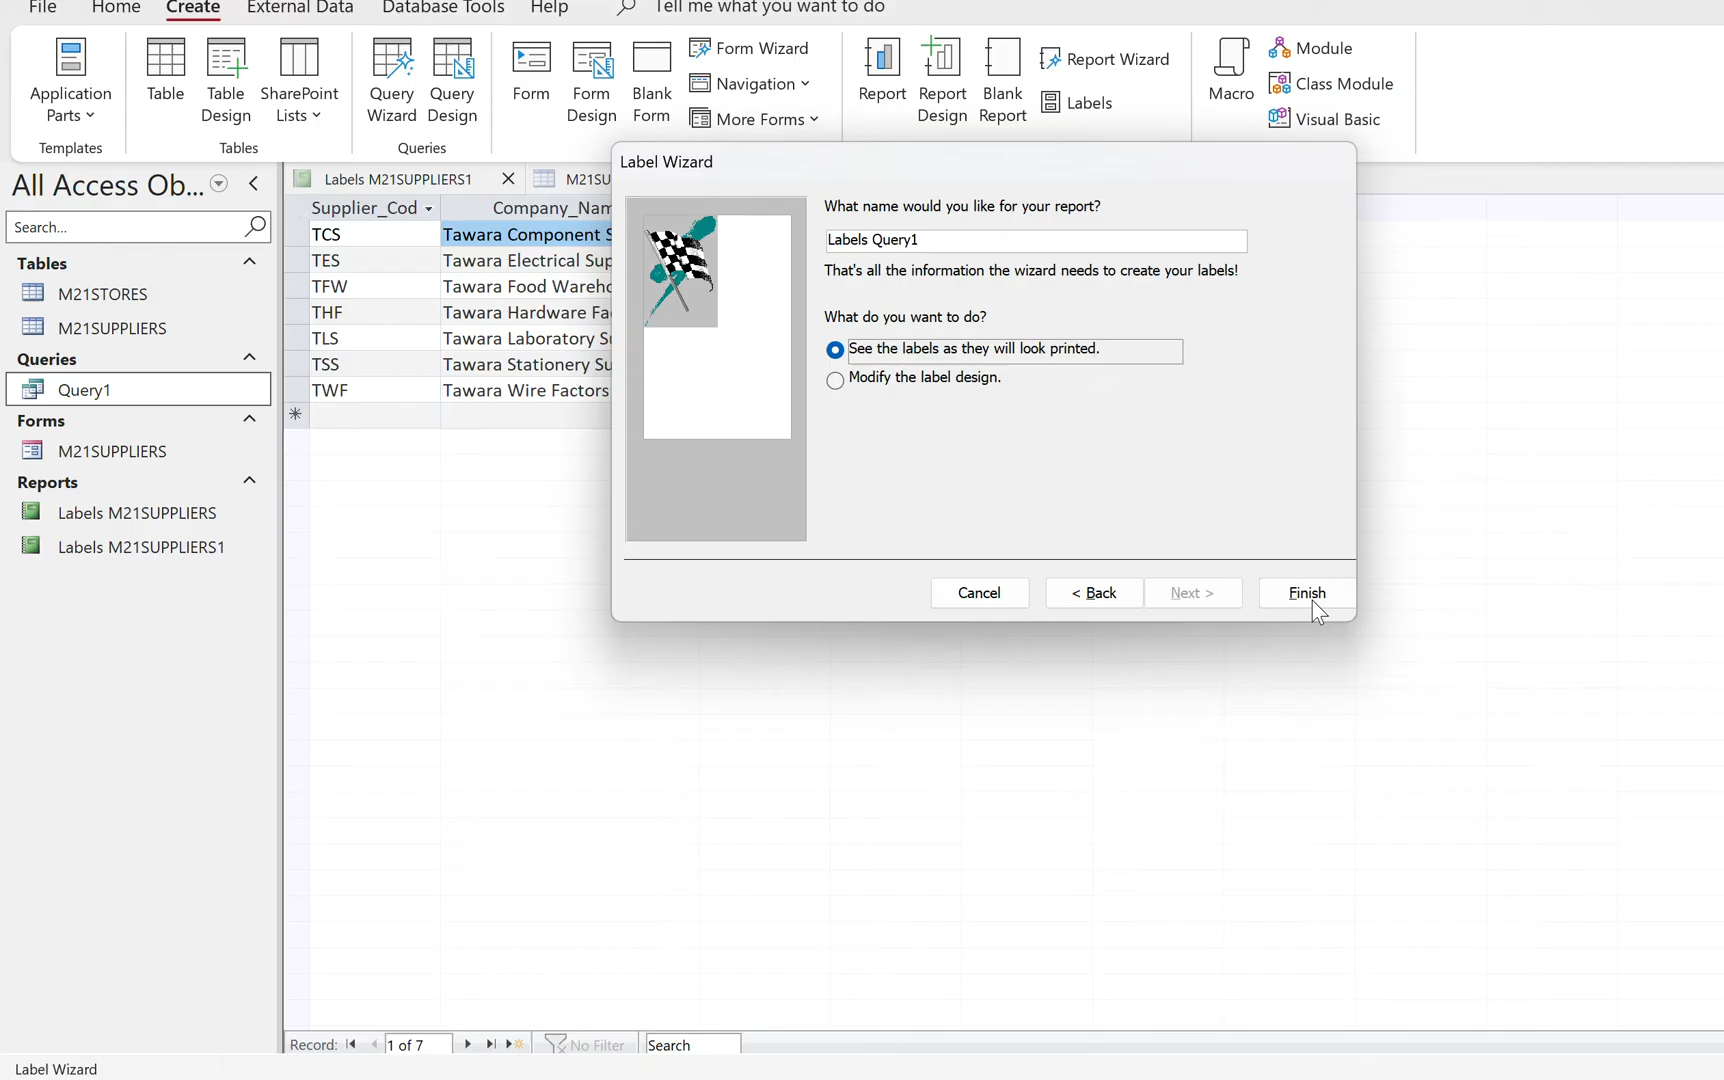 File Home Create External Data Database Tools Help Tell me what you want to do
Application Parts
Table
Table Design
SharePoint Lists
Query Wizard
Query Design
Form
Form Design
Blank Form
Form Wizard
Navigation
More Forms
Report
Report Design
Blank Report
Report Wizard
Labels
Macro
Module
Class Module
Visual Basic
Templates
Tables
Queries
All Access Ob...
Search...
Tables
M21STORES
M21SUPPLIERS
Queries
Query1
Forms
M21SUPPLIERS
Reports
Labels M21SUPPLIERS
Labels M21SUPPLIERS1
Labels M21SUPPLIERS1
Supplier_Cod
TCS Tawara Component
TES Tawara Electrical
TFW Tawara Food
THF Tawara Hardware
TLS Tawara Laboratory
TSS Tawara Stationery
TWF Tawara Wire Factors
Label Wizard
What name would you like for your report?
Labels Query1
That's all the information the wizard needs to create your labels!
What do you want to do?
See the labels as they will look printed.
Modify the label design.
Cancel < Back Next > Finish
Record: 1 of 7 No Filter Search
Label Wizard